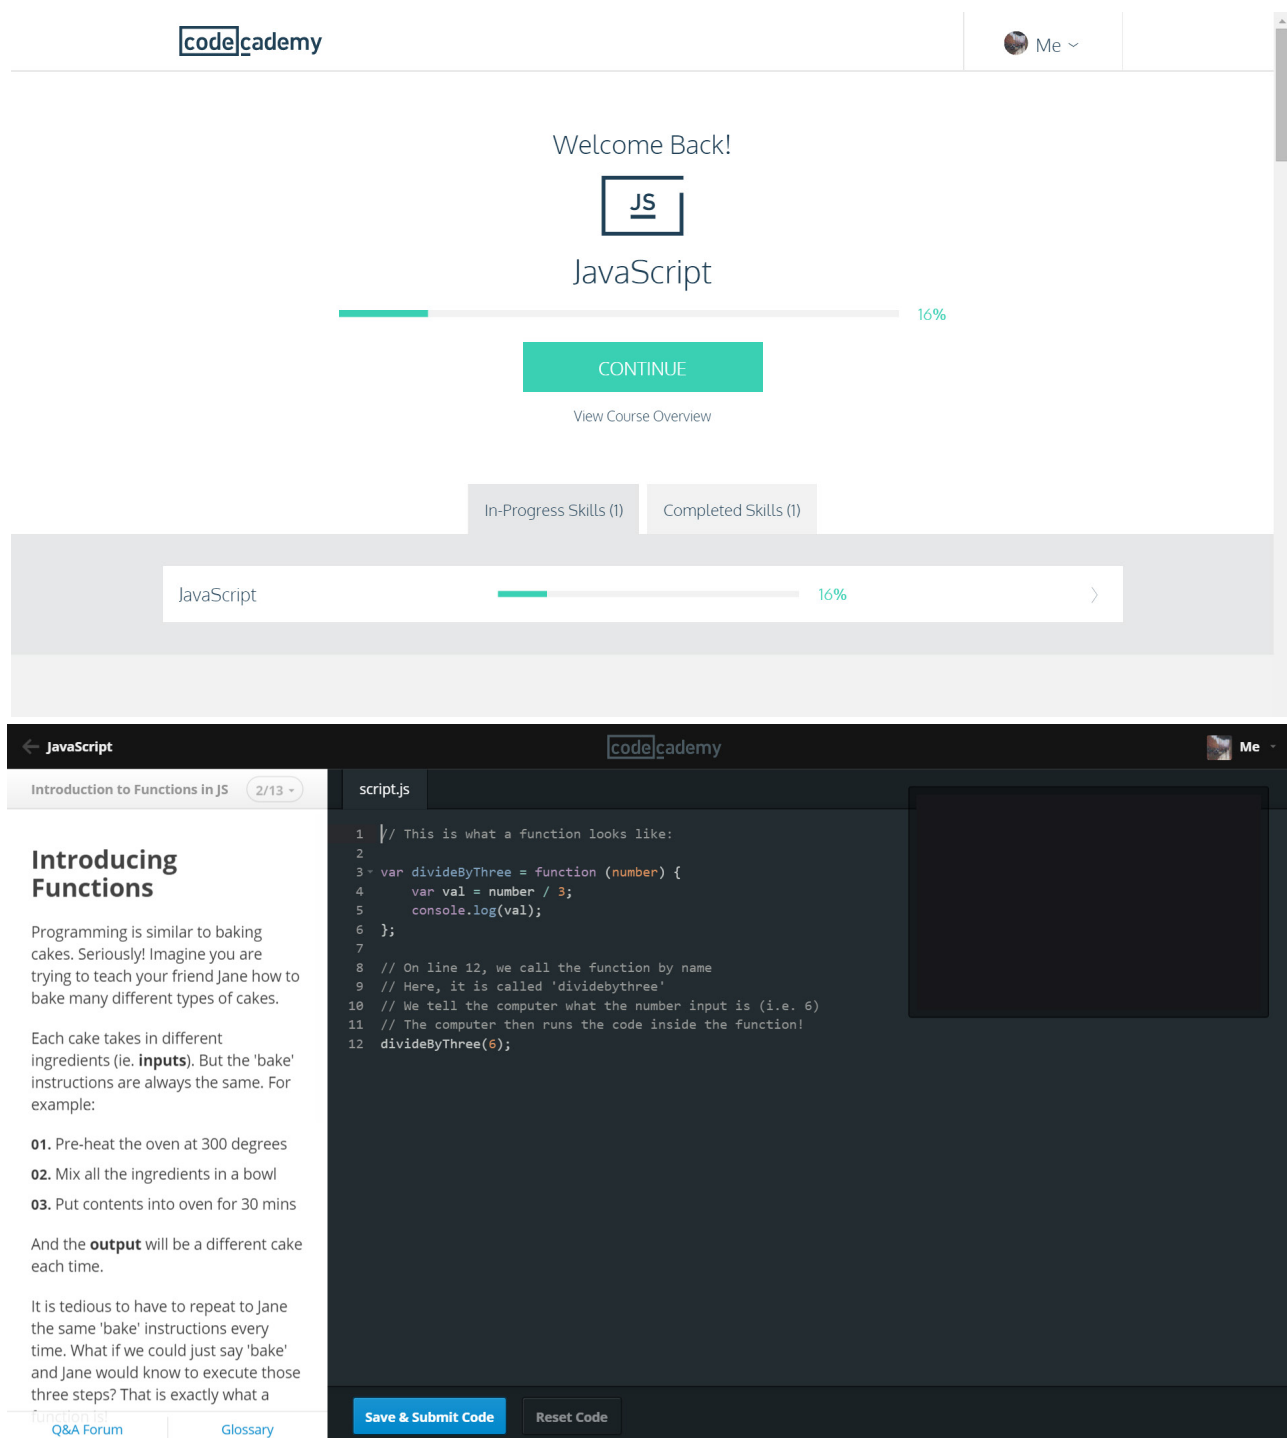 codecademy
Me
Welcome Back!
JS
JavaScript
16%
CONTINUE
View Course Overview
In-Progress Skills (1) Completed Skills (1)
JavaScript 16%
JavaScript
codecademy
Me
Introduction to Functions in JS 2/13
Introducing
Functions
Programming is similar to baking
cakes. Seriously! Imagine you are
trying to teach your friend Jane how to
bake many different types of cakes.
Each cake takes in different
ingredients (ie. inputs). But the 'bake'
instructions are always the same. For
example:
01. Pre-heat the oven at 300 degrees
02. Mix all the ingredients in a bowl
03. Put contents into oven for 30 mins
And the output will be a different cake
each time.
It is tedious to have to repeat to Jane
the same 'bake' instructions every
time. What if we could just say 'bake'
and Jane would know to execute those
three steps? That is exactly what a
function is!
Q&A Forum Glossary
script.js
1 // This is what a function looks like:
2
3 var divideByThree = function (number) {
4 var val = number / 3;
5 console.log(val);
6 };
7
8 // On line 12, we call the function by name
9 // Here, it is called 'dividebythree'
10 // We tell the computer what the number input is (i.e. 6)
11 // The computer then runs the code inside the function!
12 divideByThree(6);
Save & Submit Code Reset Code